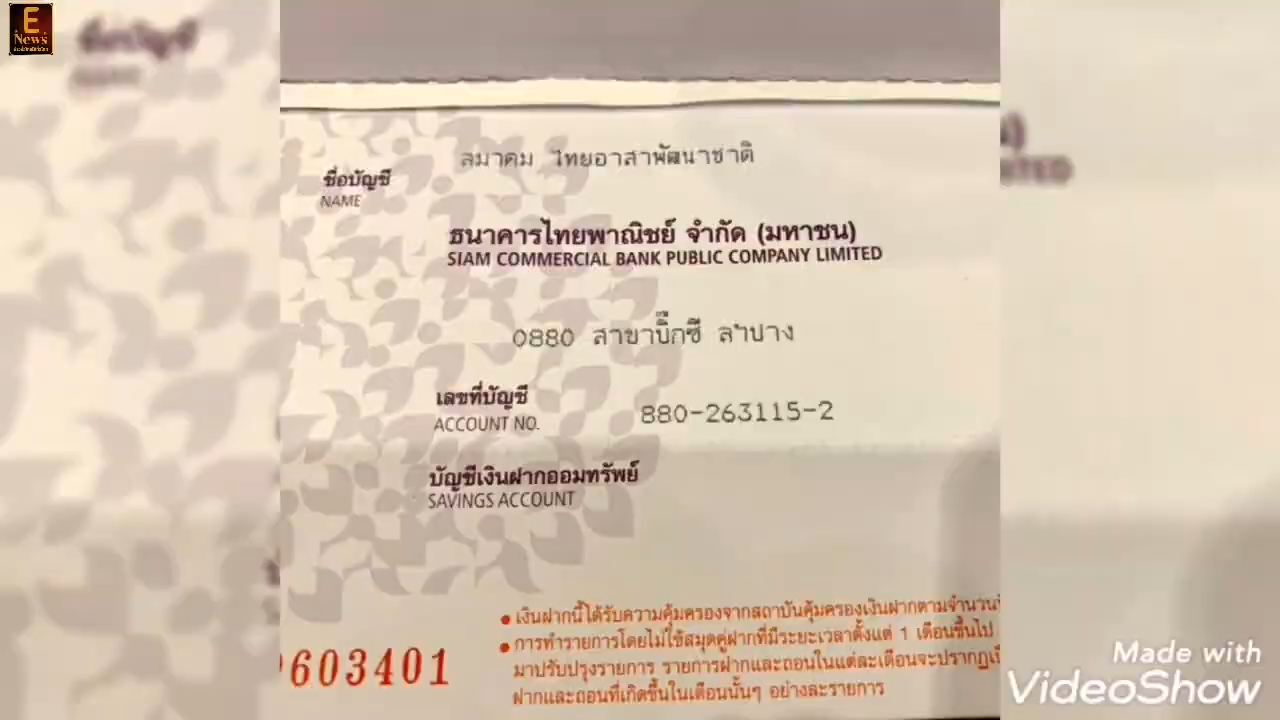 E
News
สมาคม ไทยอาสาพัฒนาชาติ
ชื่อบัญชี
NAME
ธนาคารไทยพาณิชย์ จำกัด (มหาชน)
SIAM COMMERCIAL BANK PUBLIC COMPANY LIMITED
0880 สาขาบิ๊กซี ลำปาง
เลขที่บัญชี
ACCOUNT NO.
880-263115-2
บัญชีเงินฝากออมทรัพย์
SAVINGS ACCOUNT
• เงินฝากนี้ได้รับความคุ้มครองจากสถาบันคุ้มครองเงินฝากตามจำนวน
• การทำรายการโดยไม่ใช้สมุดคู่ฝากที่มีระยะเวลาตั้งแต่ 1 เดือนขึ้นไป
มาปรับปรุงรายการ รายการฝากและถอนในแต่ละเดือนจะปรากฏ
ฝากและถอนที่เกิดขึ้นในเดือนนั้นๆ อย่างละรายการ
603401
Made with
VideoShow